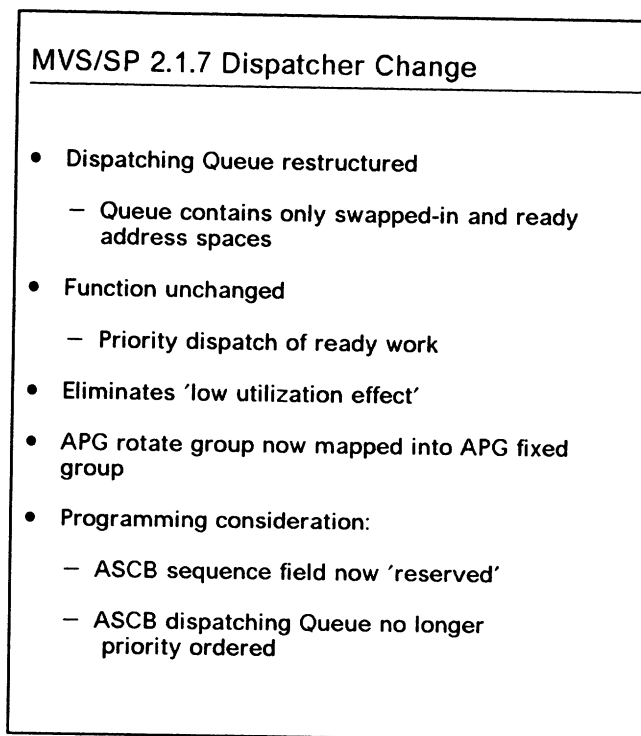 MVS/SP 2.1.7 Dispatcher Change
• Dispatching Queue restructured
– Queue contains only swapped-in and ready
address spaces
• Function unchanged
– Priority dispatch of ready work
• Eliminates 'low utilization effect'
• APG rotate group now mapped into APG fixed
group
• Programming consideration:
– ASCB sequence field now 'reserved'
– ASCB dispatching Queue no longer
priority ordered